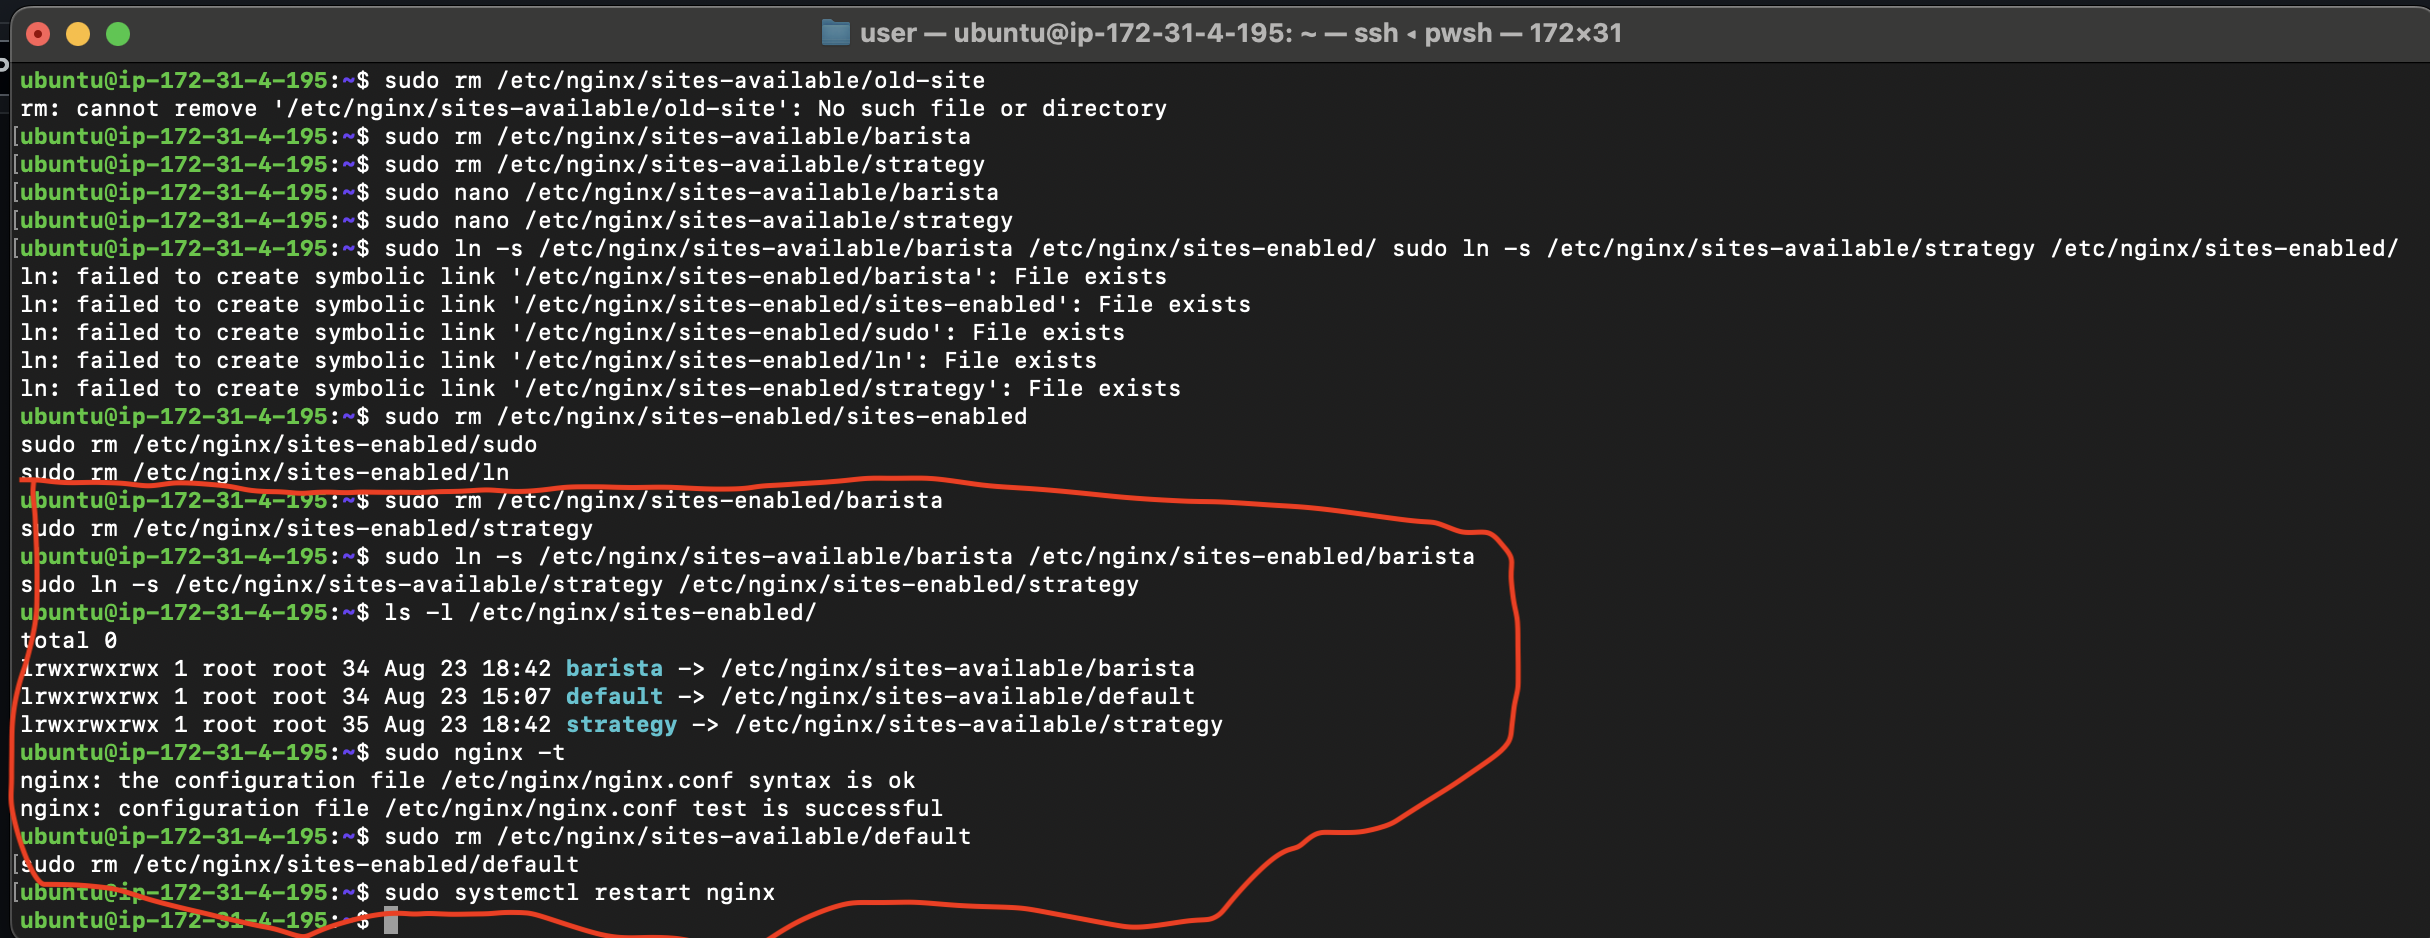 user — ubuntu@ip-172-31-4-195: ~ — ssh ◂ pwsh — 172×31
ubuntu@ip-172-31-4-195:~$ sudo rm /etc/nginx/sites-available/old-site
rm: cannot remove '/etc/nginx/sites-available/old-site': No such file or directory
[ubuntu@ip-172-31-4-195:~$ sudo rm /etc/nginx/sites-available/barista
[ubuntu@ip-172-31-4-195:~$ sudo rm /etc/nginx/sites-available/strategy
[ubuntu@ip-172-31-4-195:~$ sudo nano /etc/nginx/sites-available/barista
[ubuntu@ip-172-31-4-195:~$ sudo nano /etc/nginx/sites-available/strategy
[ubuntu@ip-172-31-4-195:~$ sudo ln -s /etc/nginx/sites-available/barista /etc/nginx/sites-enabled/ sudo ln -s /etc/nginx/sites-available/strategy /etc/nginx/sites-enabled/
ln: failed to create symbolic link '/etc/nginx/sites-enabled/barista': File exists
ln: failed to create symbolic link '/etc/nginx/sites-enabled/sites-enabled': File exists
ln: failed to create symbolic link '/etc/nginx/sites-enabled/sudo': File exists
ln: failed to create symbolic link '/etc/nginx/sites-enabled/ln': File exists
ln: failed to create symbolic link '/etc/nginx/sites-enabled/strategy': File exists
ubuntu@ip-172-31-4-195:~$ sudo rm /etc/nginx/sites-enabled/sites-enabled
sudo rm /etc/nginx/sites-enabled/sudo
sudo rm /etc/nginx/sites-enabled/ln
ubuntu@ip-172-31-4-195:~$ sudo rm /etc/nginx/sites-enabled/barista
sudo rm /etc/nginx/sites-enabled/strategy
ubuntu@ip-172-31-4-195:~$ sudo ln -s /etc/nginx/sites-available/barista /etc/nginx/sites-enabled/barista
sudo ln -s /etc/nginx/sites-available/strategy /etc/nginx/sites-enabled/strategy
ubuntu@ip-172-31-4-195:~$ ls -l /etc/nginx/sites-enabled/
total 0
lrwxrwxrwx 1 root root 34 Aug 23 18:42 barista -> /etc/nginx/sites-available/barista
lrwxrwxrwx 1 root root 34 Aug 23 15:07 default -> /etc/nginx/sites-available/default
lrwxrwxrwx 1 root root 35 Aug 23 18:42 strategy -> /etc/nginx/sites-available/strategy
ubuntu@ip-172-31-4-195:~$ sudo nginx -t
nginx: the configuration file /etc/nginx/nginx.conf syntax is ok
nginx: configuration file /etc/nginx/nginx.conf test is successful
ubuntu@ip-172-31-4-195:~$ sudo rm /etc/nginx/sites-available/default
[sudo rm /etc/nginx/sites-enabled/default
[ubuntu@ip-172-31-4-195:~$ sudo systemctl restart nginx
ubuntu@ip-172-31-4-195:~$